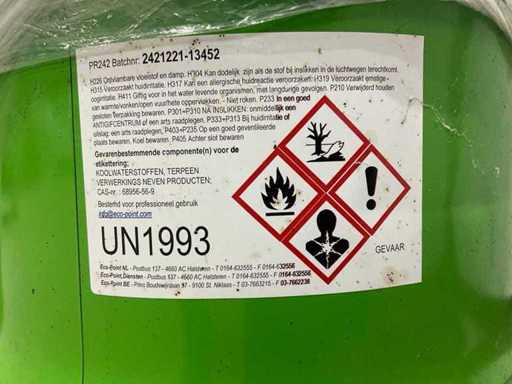 PR242 Batchnr: 2421221-13452
H226 Ontvlambare vloeistof en damp. H304 Kan dodelijk zijn als de stof bij inslikken in de luchtwegen terechtkomt.
H315 Veroorzaakt huidirritatie. H317 Kan een allergische huidreactie veroorzaken. H319 Veroorzaakt ernstige
oogirritatie. H411 Giftig voor in het water levende organismen, met langdurige gevolgen. P210 Verwijderd houden
van warmte/vonken/open vuur/hete oppervlakken. - Niet roken. P233 In een goed
gesloten verpakking bewaren. P301+P310 NA INSLIKKEN: onmiddellijk een
ANTIGIFCENTRUM of een arts raadplegen. P333+P313 Bij huidirritatie of
uitslag: een arts raadplegen. P403+P235 Op een goed geventileerde
plaats bewaren. Koel bewaren. P405 Achter slot bewaren
Gevarenbestemmende componente(n) voor de
etikettering:
KOOLWATERSTOFFEN, TERPEEN
VERWERKINGS NEVEN PRODUCTEN;
CAS-nr. : 68956-56-9
Bestemd voor professioneel gebruik
info@eco-point.com
UN1993
GEVAAR
Eco-Point NL - Postbus 137 - 4660 AC Halsteren - T 0164-632555 - F 0164-632556
Eco-Point Diensten - Postbus 137 - 4660 AC Halsteren - T 0164-632555 - F 0164-632556
Eco-Point BE - Prins Boudewijnlaan 97 - 9100 St. Niklaas - T 03-7663215 - F 03-7662236